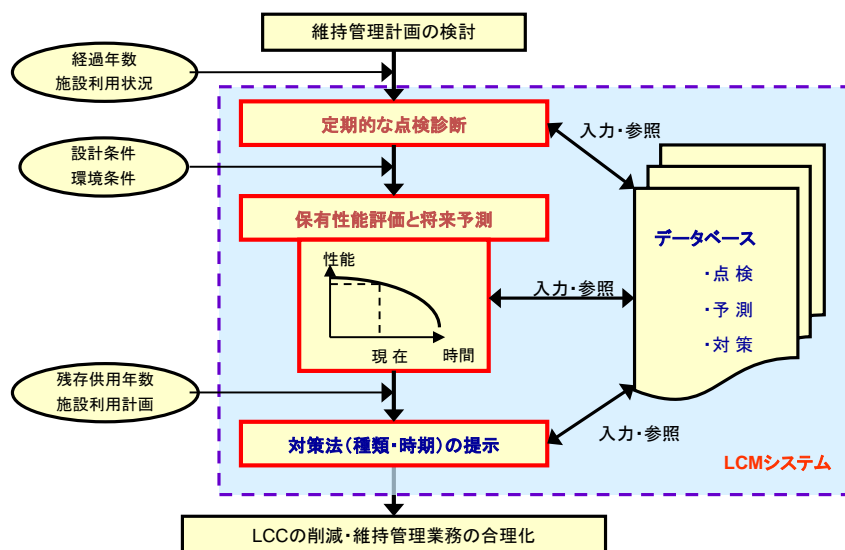 維持管理計画の検討
経過年数
施設利用状況
定期的な点検診断
入力・参照
設計条件
環境条件
保有性能評価と将来予測
データベース
・点 検
・予 測
・対 策
性能
入力・参照
現 在
時間
残存供用年数
施設利用計画
対策法(種類・時期)の提示
入力・参照
LCMシステム
LCCの削減・維持管理業務の合理化